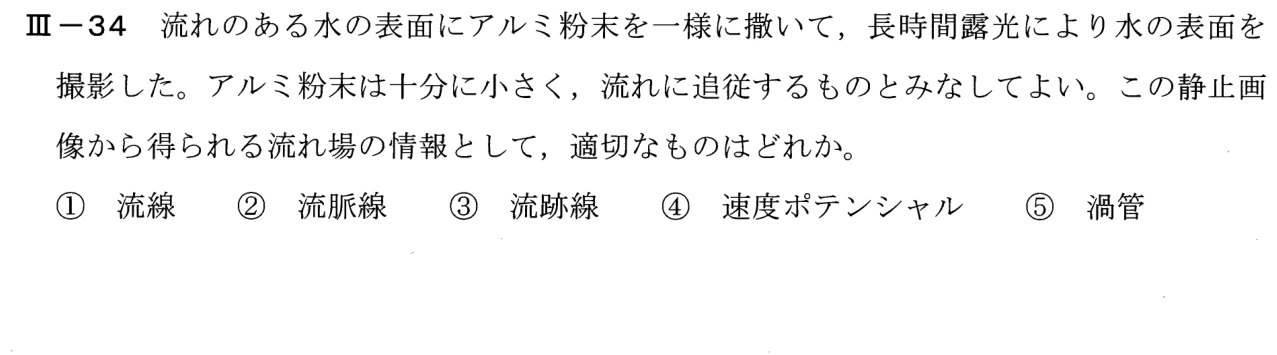 Ⅲ－34　流れのある水の表面にアルミ粉末を一様に撒いて，長時間露光により水の表面を
撮影した。アルミ粉末は十分に小さく，流れに追従するものとみなしてよい。この静止画
像から得られる流れ場の情報として，適切なものはどれか。
①　流線　　②　流脈線　　③　流跡線　　④　速度ポテンシャル　　⑤　渦管